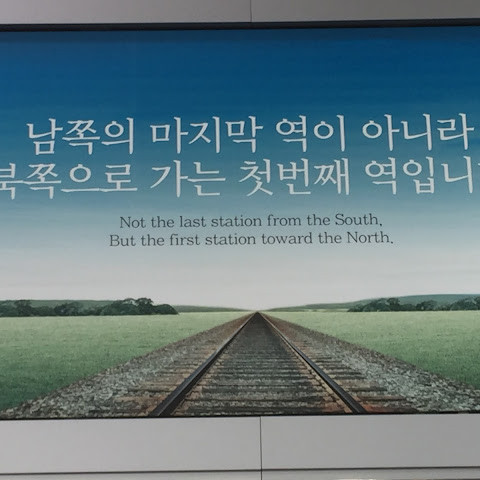 남쪽의 마지막 역이 아니라
북쪽으로 가는 첫번째 역입니
Not the last station from the South,
But the first station toward the North.